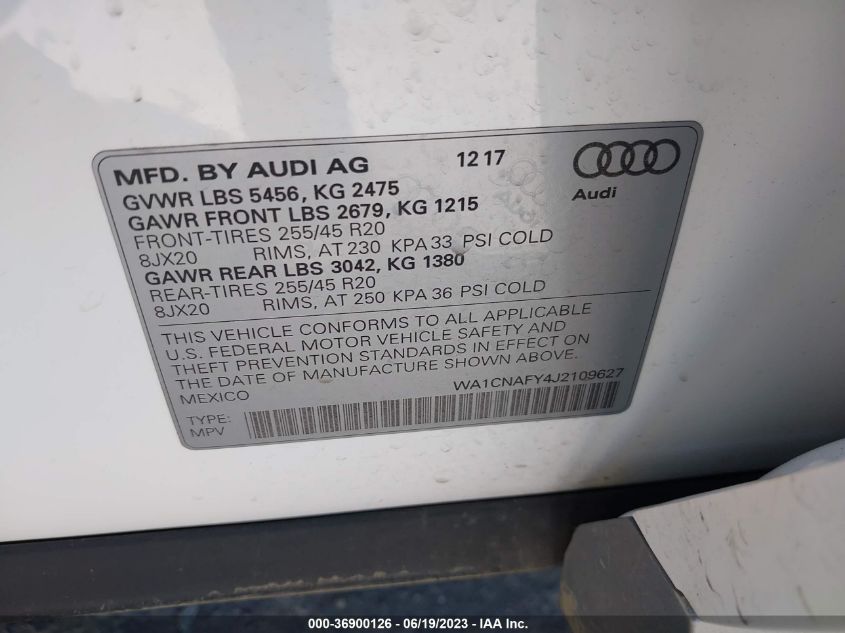 MFD. BY AUDI AG 12 17
GVWR LBS 5456, KG 2475
GAWR FRONT LBS 2679, KG 1215
FRONT-TIRES 255/45 R20
8JX20 RIMS, AT 230 KPA 33 PSI COLD
GAWR REAR LBS 3042, KG 1380
REAR-TIRES 255/45 R20
8JX20 RIMS, AT 250 KPA 36 PSI COLD
Audi
THIS VEHICLE CONFORMS TO ALL APPLICABLE
U.S. FEDERAL MOTOR VEHICLE SAFETY AND
THEFT PREVENTION STANDARDS IN EFFECT ON
THE DATE OF MANUFACTURE SHOWN ABOVE.
MEXICO WA1CNAFY4J2109627
TYPE:
MPV
000-36900126 - 06/19/2023 - IAA Inc.